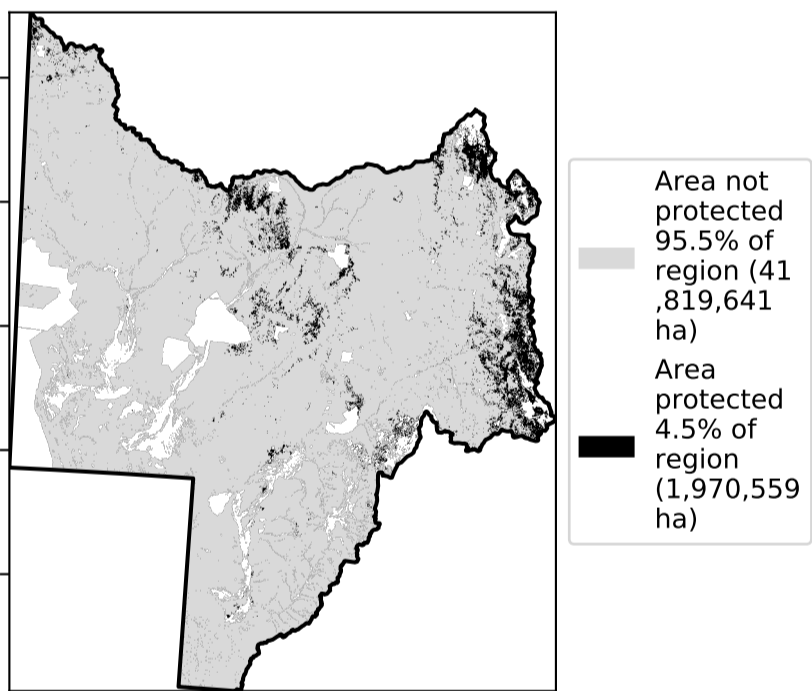 Area not
protected
95.5% of
region (41
,819,641
ha)
Area
protected
4.5% of
region
(1,970,559
ha)